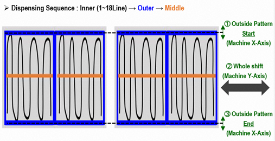 ➢ Dispensing Sequence : Inner (1~18Line) → Outer → Middle
① Outside Pattern
Start
(Machine X-Axis)
② Whole shift
(Machine Y-Axis)
③ Outside Pattern
End
(Machine X-Axis)